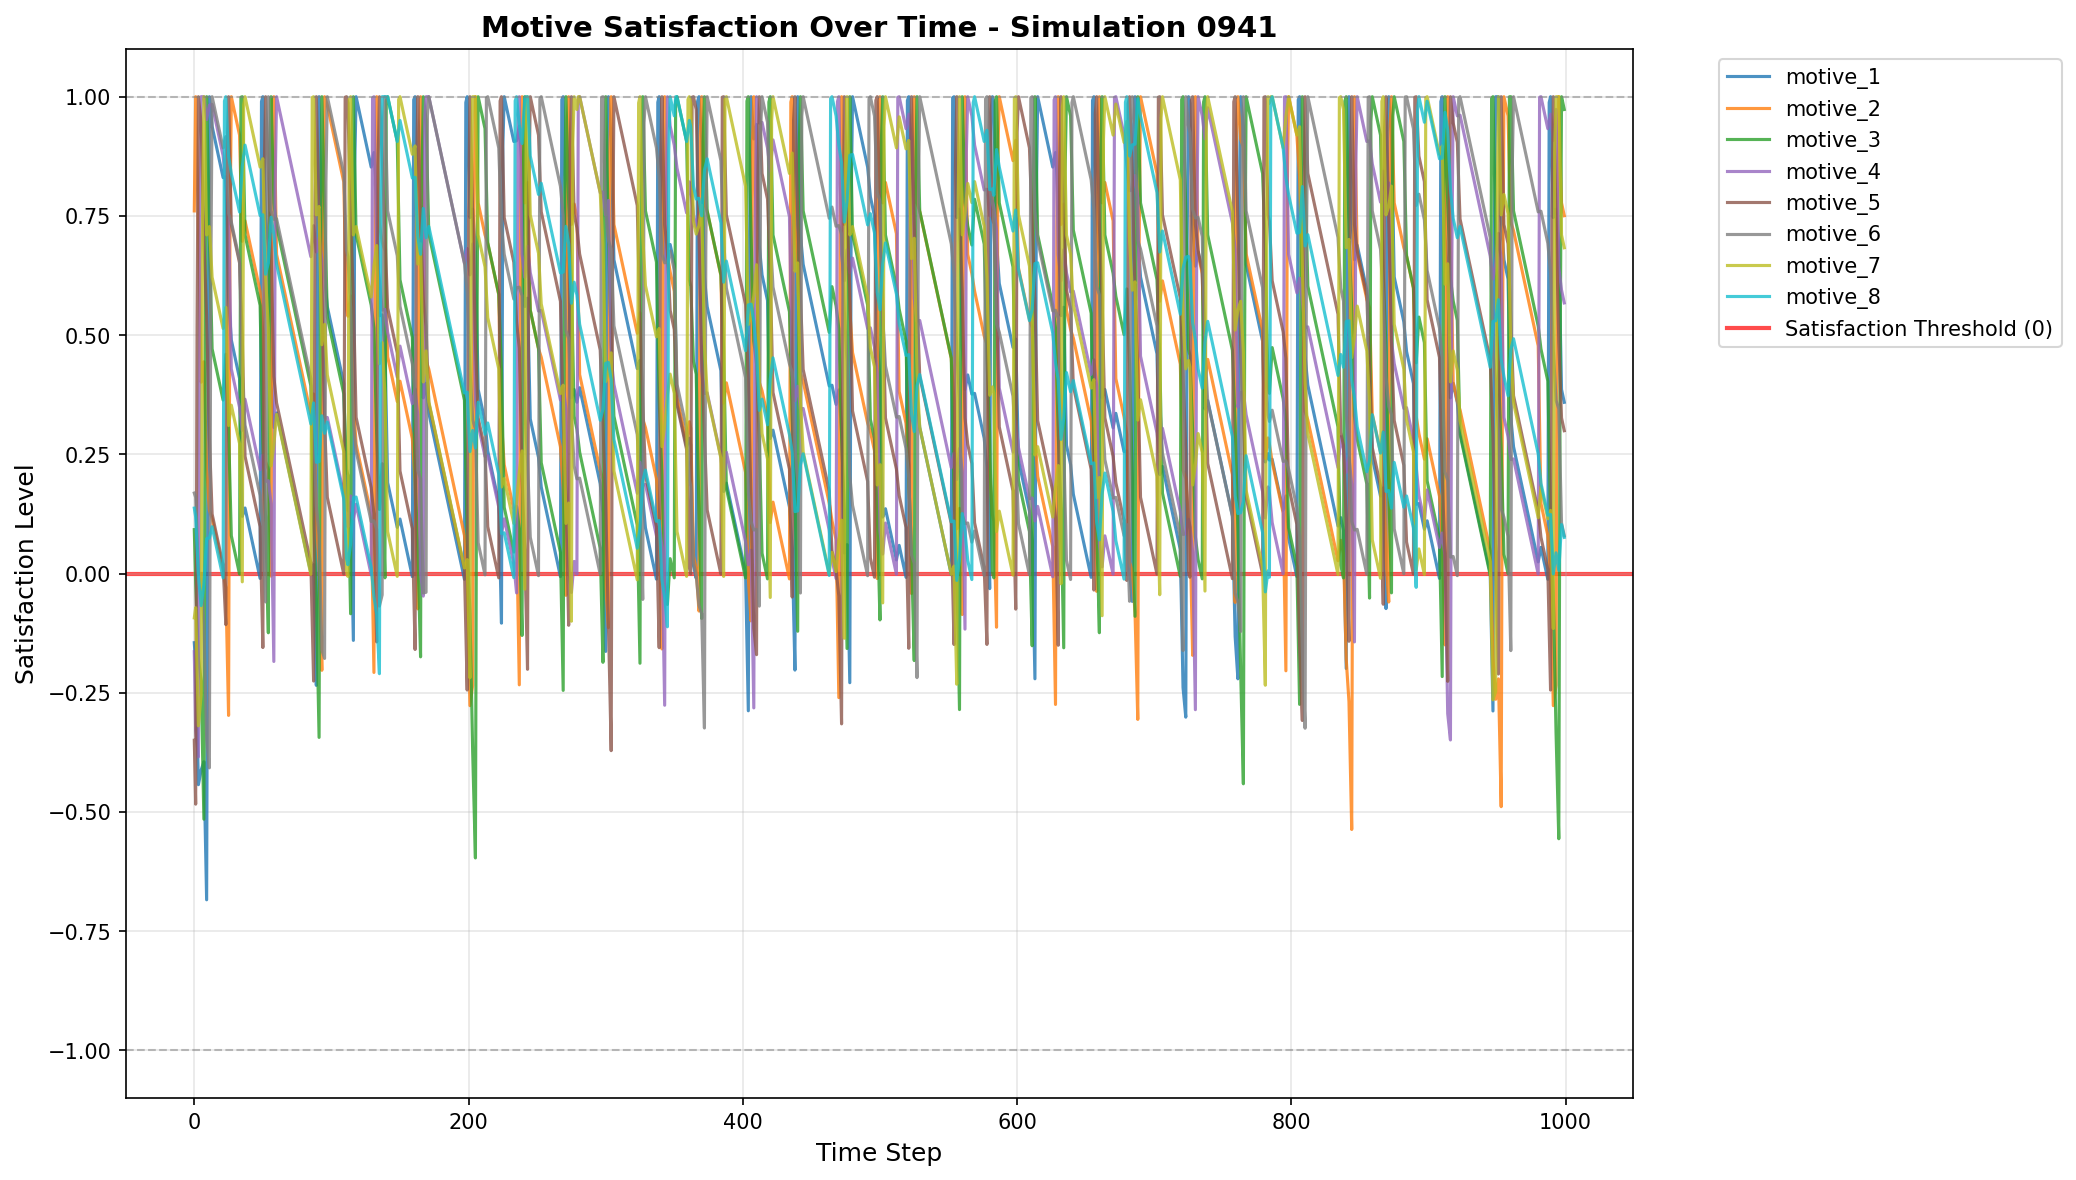 Motive Satisfaction Over Time - Simulation 0941
Satisfaction Level
1.00
0.75
0.50
0.25
0.00
−0.25
−0.50
−0.75
−1.00
0
200
400
600
800
1000
Time Step
motive_1
motive_2
motive_3
motive_4
motive_5
motive_6
motive_7
motive_8
Satisfaction Threshold (0)